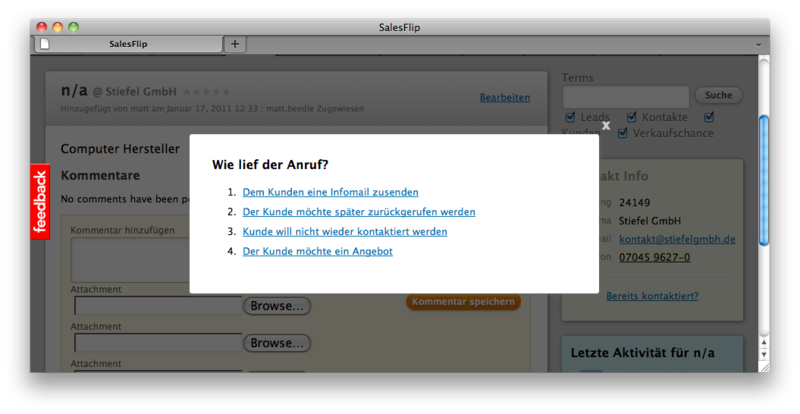 SalesFlip
SalesFlip
n/a @ Stiefel GmbH
Hinzugefügt von matt am Januar 17, 2011 12:33 : matt.beedle Zugewiesen
Bearbeiten
Terms
Suche
Leads Kontakte
Kunden Verkaufschance
x
Computer Hersteller
Kommentare
No comments have been
Kommentar hinzufügen
Attachment
Browse...
Attachment
Browse...
Attachment
Kommentar speichern
feedback
Wie lief der Anruf?
1. Dem Kunden eine Infomail zusenden
2. Der Kunde möchte später zurückgerufen werden
3. Kunde will nicht wieder kontaktiert werden
4. Der Kunde möchte ein Angebot
Info
24149
Stiefel GmbH
kontakt@stiefelgmbh.de
07045 9627-0
Bereits kontaktiert?
Letzte Aktivität für n/a